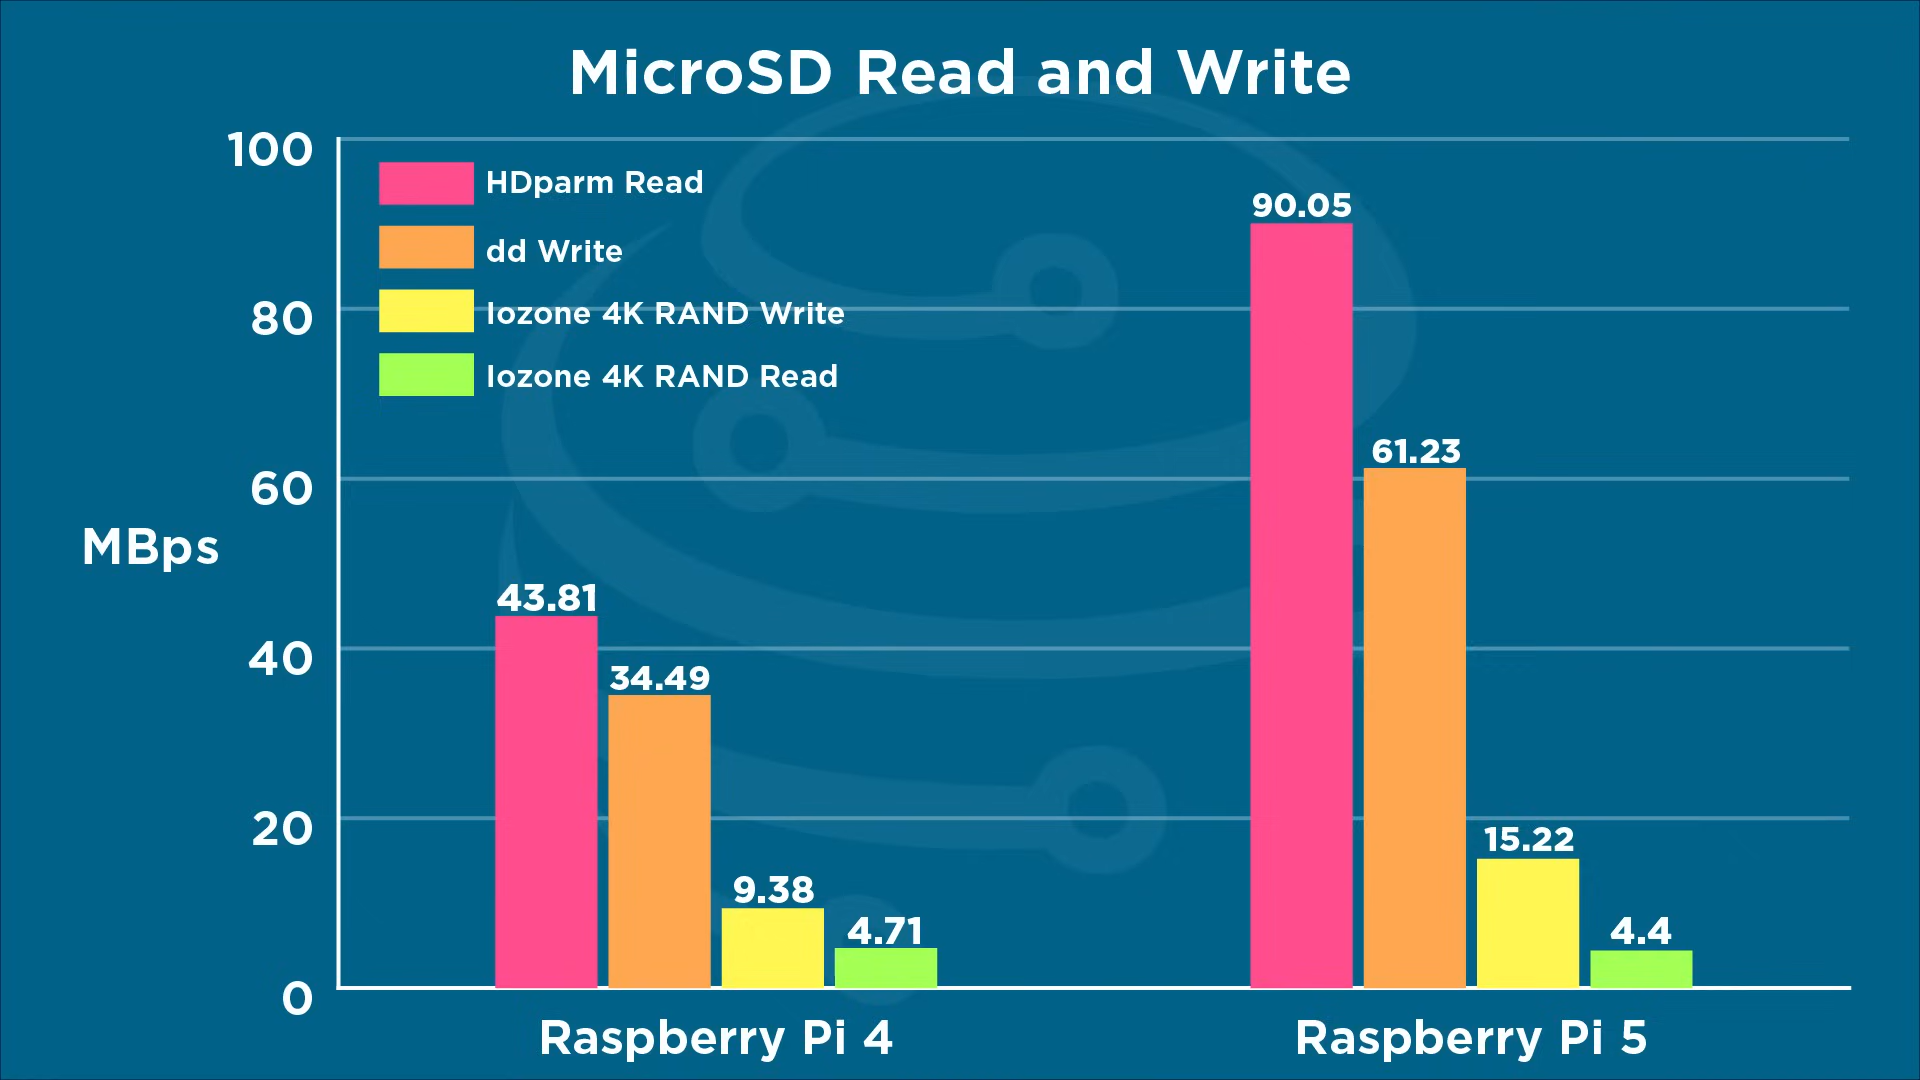 MicroSD Read and Write
100
80
60
40
20
0
MBps
HDparm Read
dd Write
Iozone 4K RAND Write
Iozone 4K RAND Read
43.81
34.49
9.38
4.71
90.05
61.23
15.22
4.4
Raspberry Pi 4
Raspberry Pi 5